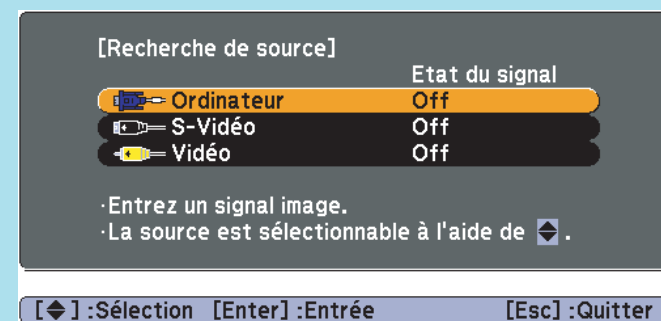 [Recherche de source]
Etat du signal
Ordinateur Off
S-Vidéo Off
Vidéo Off
·Entrez un signal image.
·La source est sélectionnable à l'aide de ◆ .
[◆] :Sélection [Enter] :Entrée [Esc] :Quitter